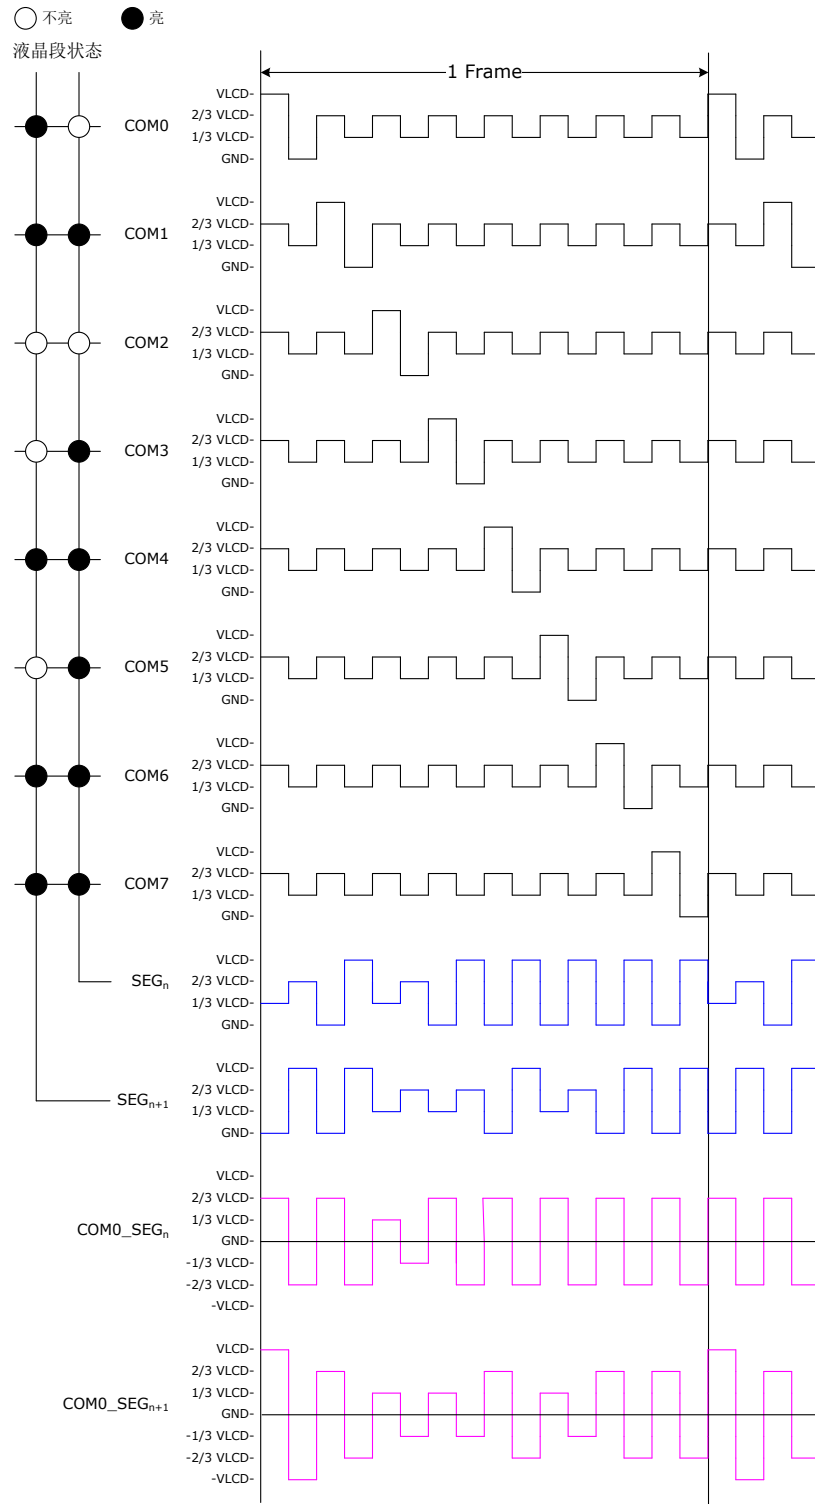 不亮 亮
液晶段状态
1 Frame
VLCD-
2/3 VLCD-
COM0
1/3 VLCD-
GND-
VLCD-
2/3 VLCD-
COM1
1/3 VLCD-
GND-
VLCD-
2/3 VLCD-
COM2
1/3 VLCD-
GND-
VLCD-
2/3 VLCD-
COM3
1/3 VLCD-
GND-
VLCD-
2/3 VLCD-
COM4
1/3 VLCD-
GND-
VLCD-
2/3 VLCD-
COM5
1/3 VLCD-
GND-
VLCD-
2/3 VLCD-
COM6
1/3 VLCD-
GND-
VLCD-
2/3 VLCD-
COM7
1/3 VLCD-
GND-
VLCD-
SEGn 2/3 VLCD-
1/3 VLCD-
GND-
VLCD-
2/3 VLCD-
SEGn+1
1/3 VLCD-
GND-
VLCD-
2/3 VLCD-
1/3 VLCD-
COM0_SEGn
GND-
-1/3 VLCD-
-2/3 VLCD-
-VLCD-
VLCD-
2/3 VLCD-
1/3 VLCD-
COM0_SEGn+1
GND-
-1/3 VLCD-
-2/3 VLCD-
-VLCD-